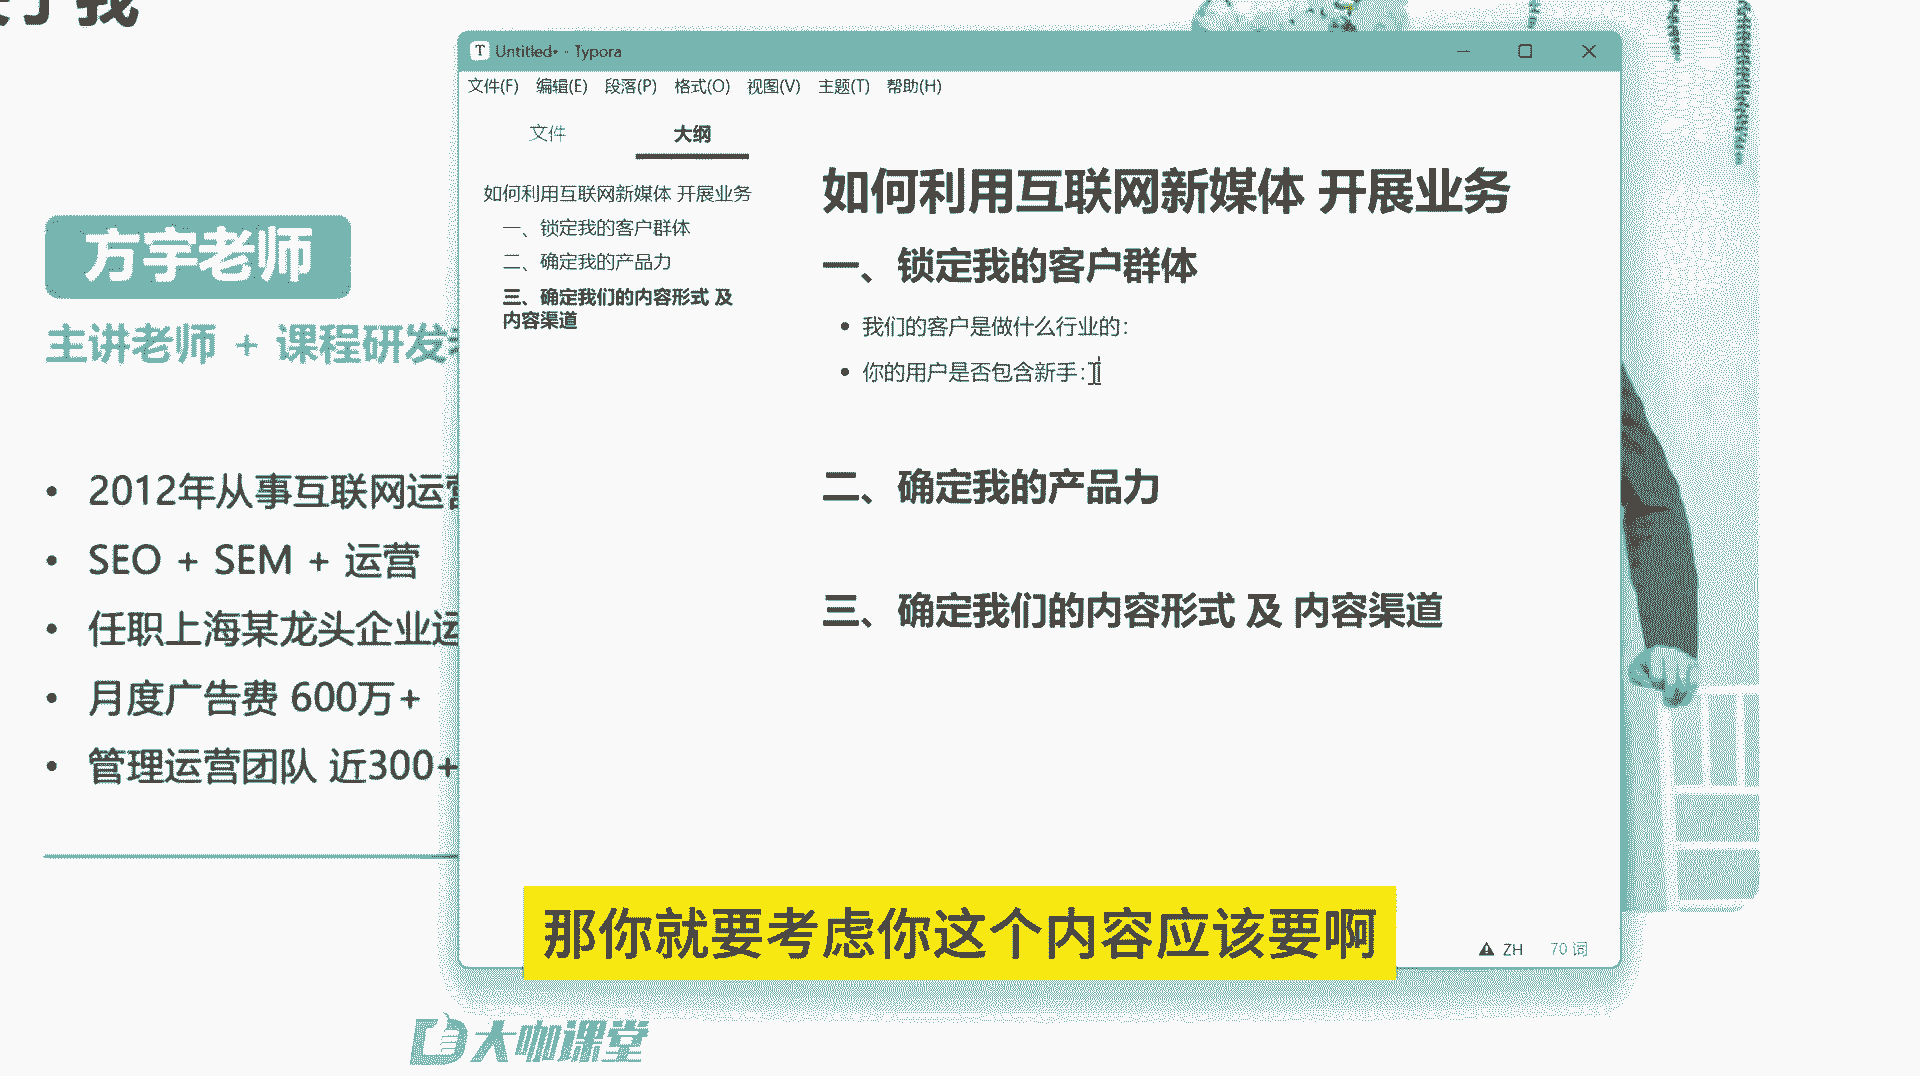 我
方宇老师
主讲老师 + 课程研发
2012年从事互联网运营
SEO + SEM + 运营
任职上海某龙头企业运
月度广告费 600万+
管理运营团队 近300+
Untitled• - Typora
文件(F) 编辑(E) 段落(P) 格式(O) 视图(V) 主题(T) 帮助(H)
文件 大纲
如何利用互联网新媒体 开展业务
一、锁定我的客户群体
二、确定我的产品力
三、确定我们的内容形式 及
内容渠道
如何利用互联网新媒体 开展业务
一、锁定我的客户群体
我们的客户是做什么行业的：
你的用户是否包含新手：
二、确定我的产品力
三、确定我们的内容形式 及 内容渠道
ZH 70 词
那你就要考虑你这个内容应该要啊
大咖课堂